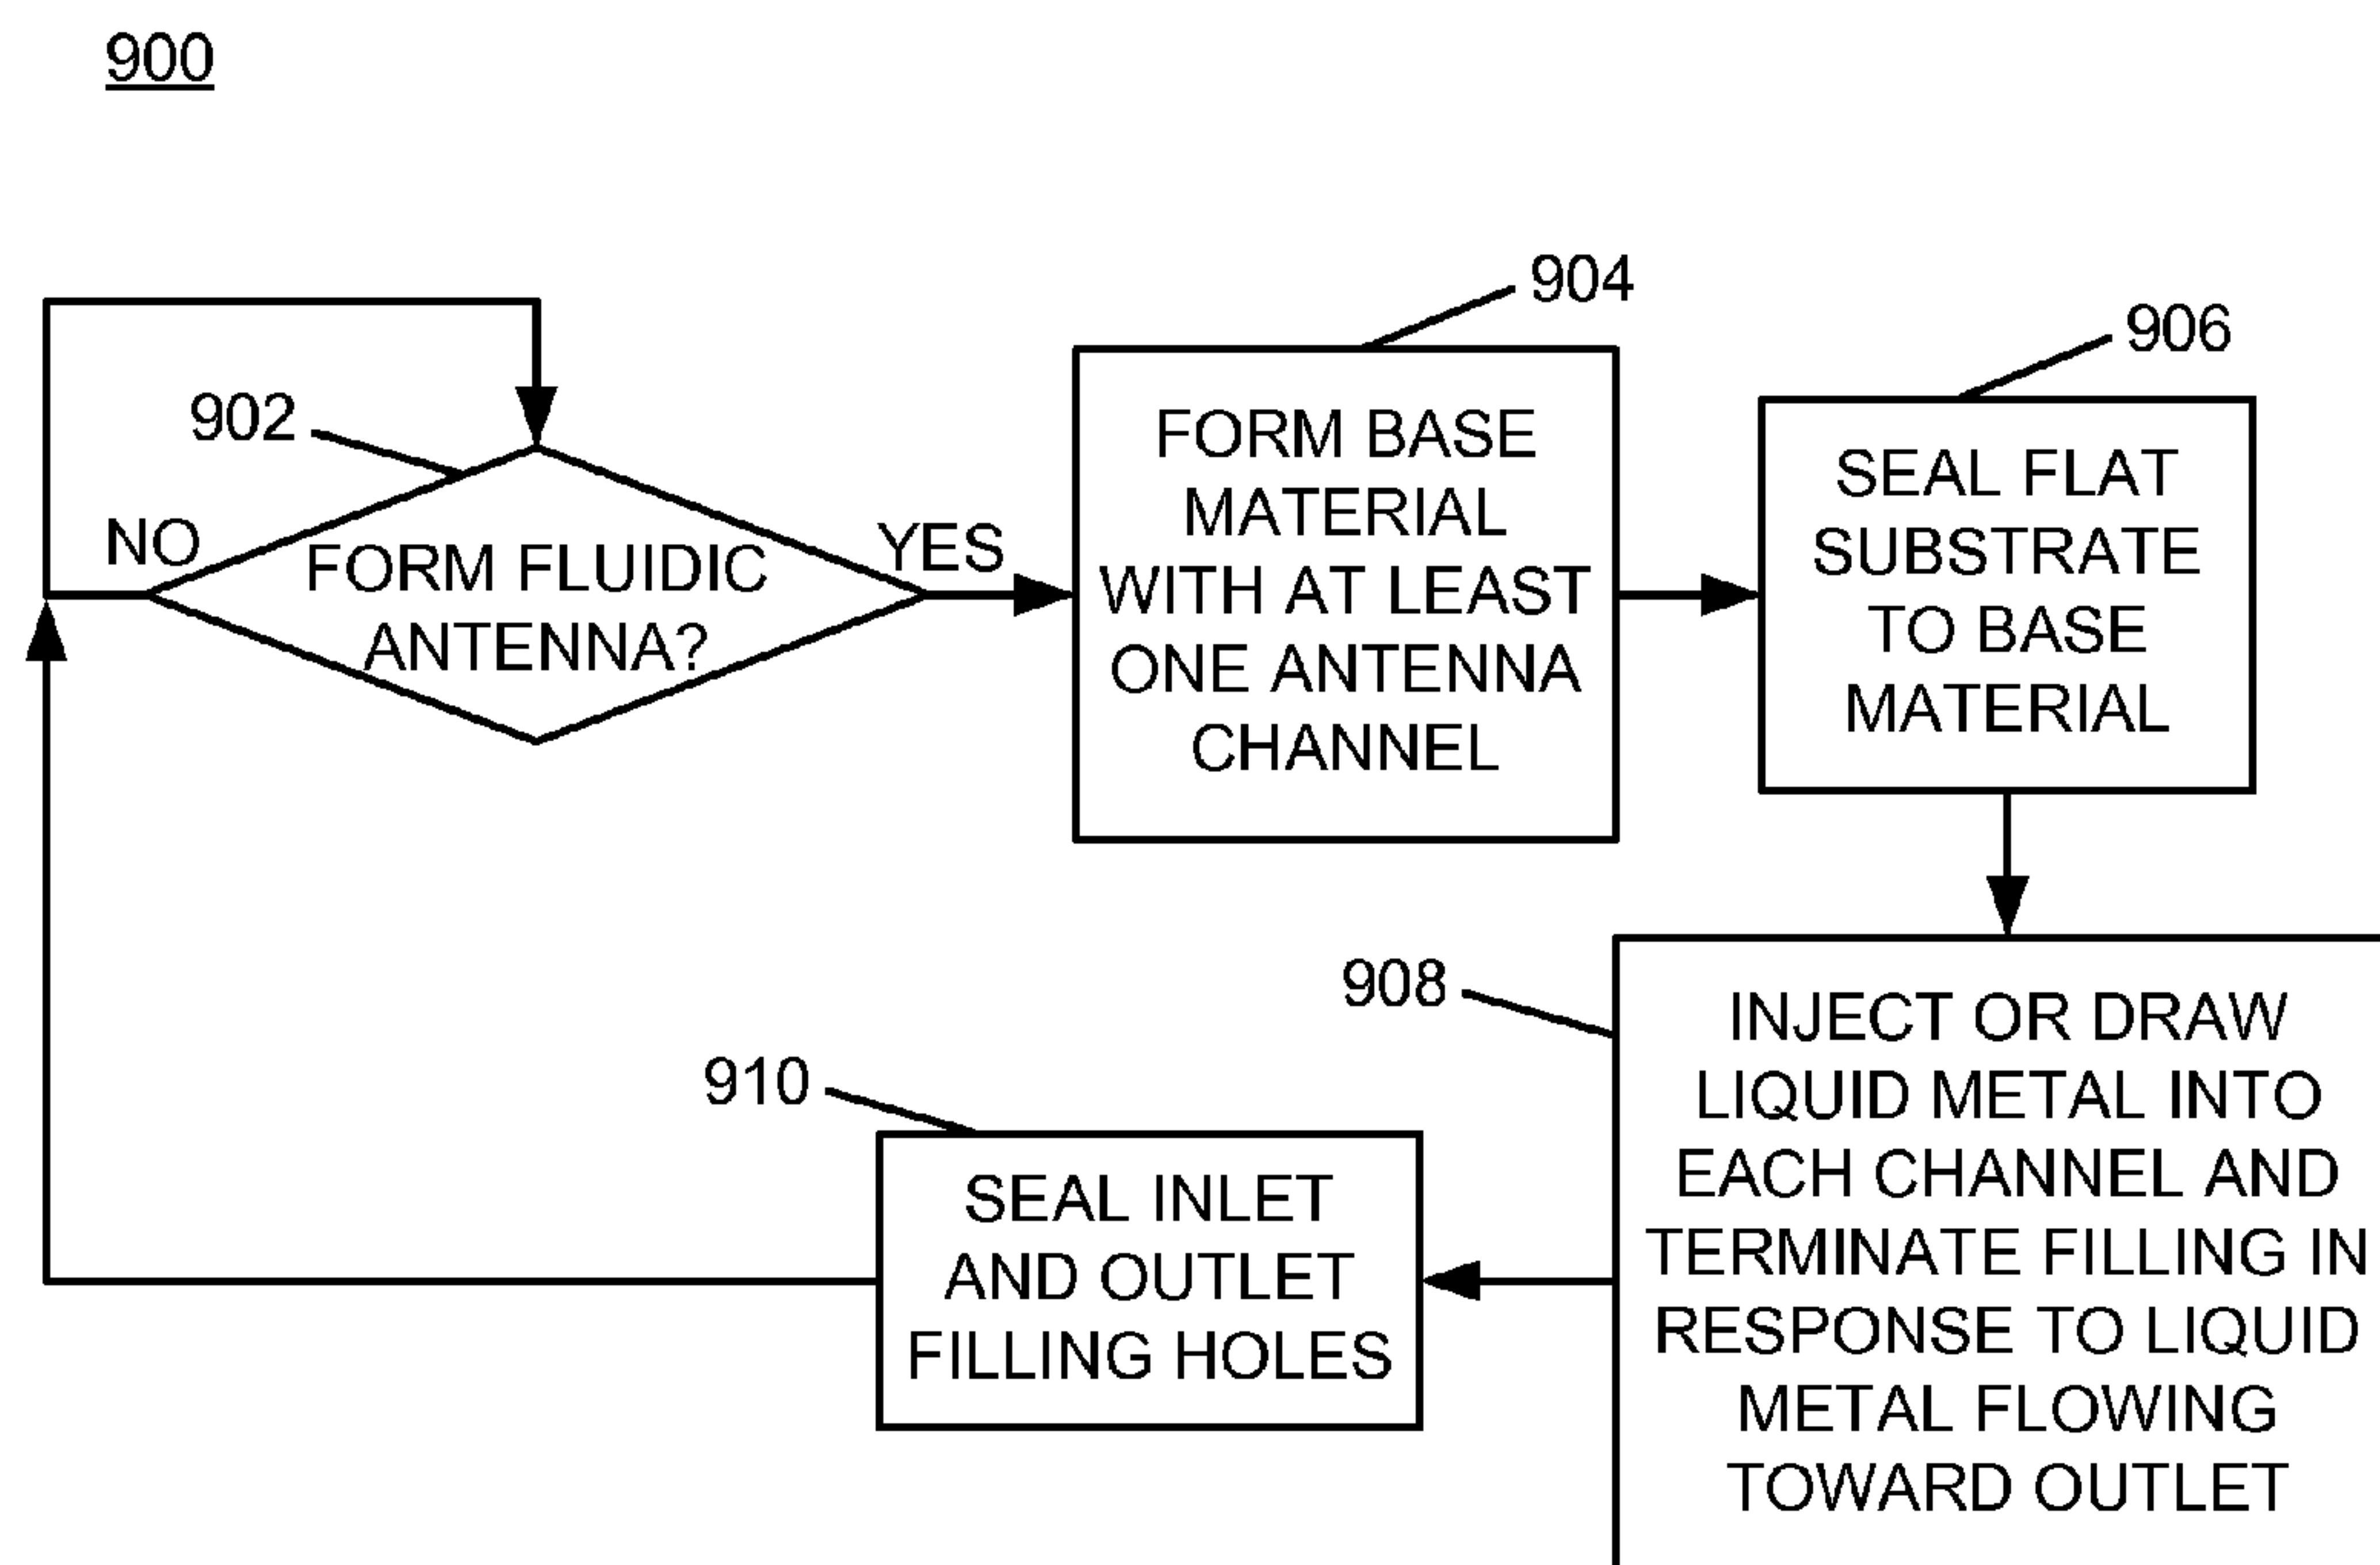 900
902
NO
FORM FLUIDIC
ANTENNA?
YES
904
FORM BASE
MATERIAL
WITH AT LEAST
ONE ANTENNA
CHANNEL
906
SEAL FLAT
SUBSTRATE
TO BASE
MATERIAL
908
INJECT OR DRAW
LIQUID METAL INTO
EACH CHANNEL AND
TERMINATE FILLING IN
RESPONSE TO LIQUID
METAL FLOWING
TOWARD OUTLET
910
SEAL INLET
AND OUTLET
FILLING HOLES